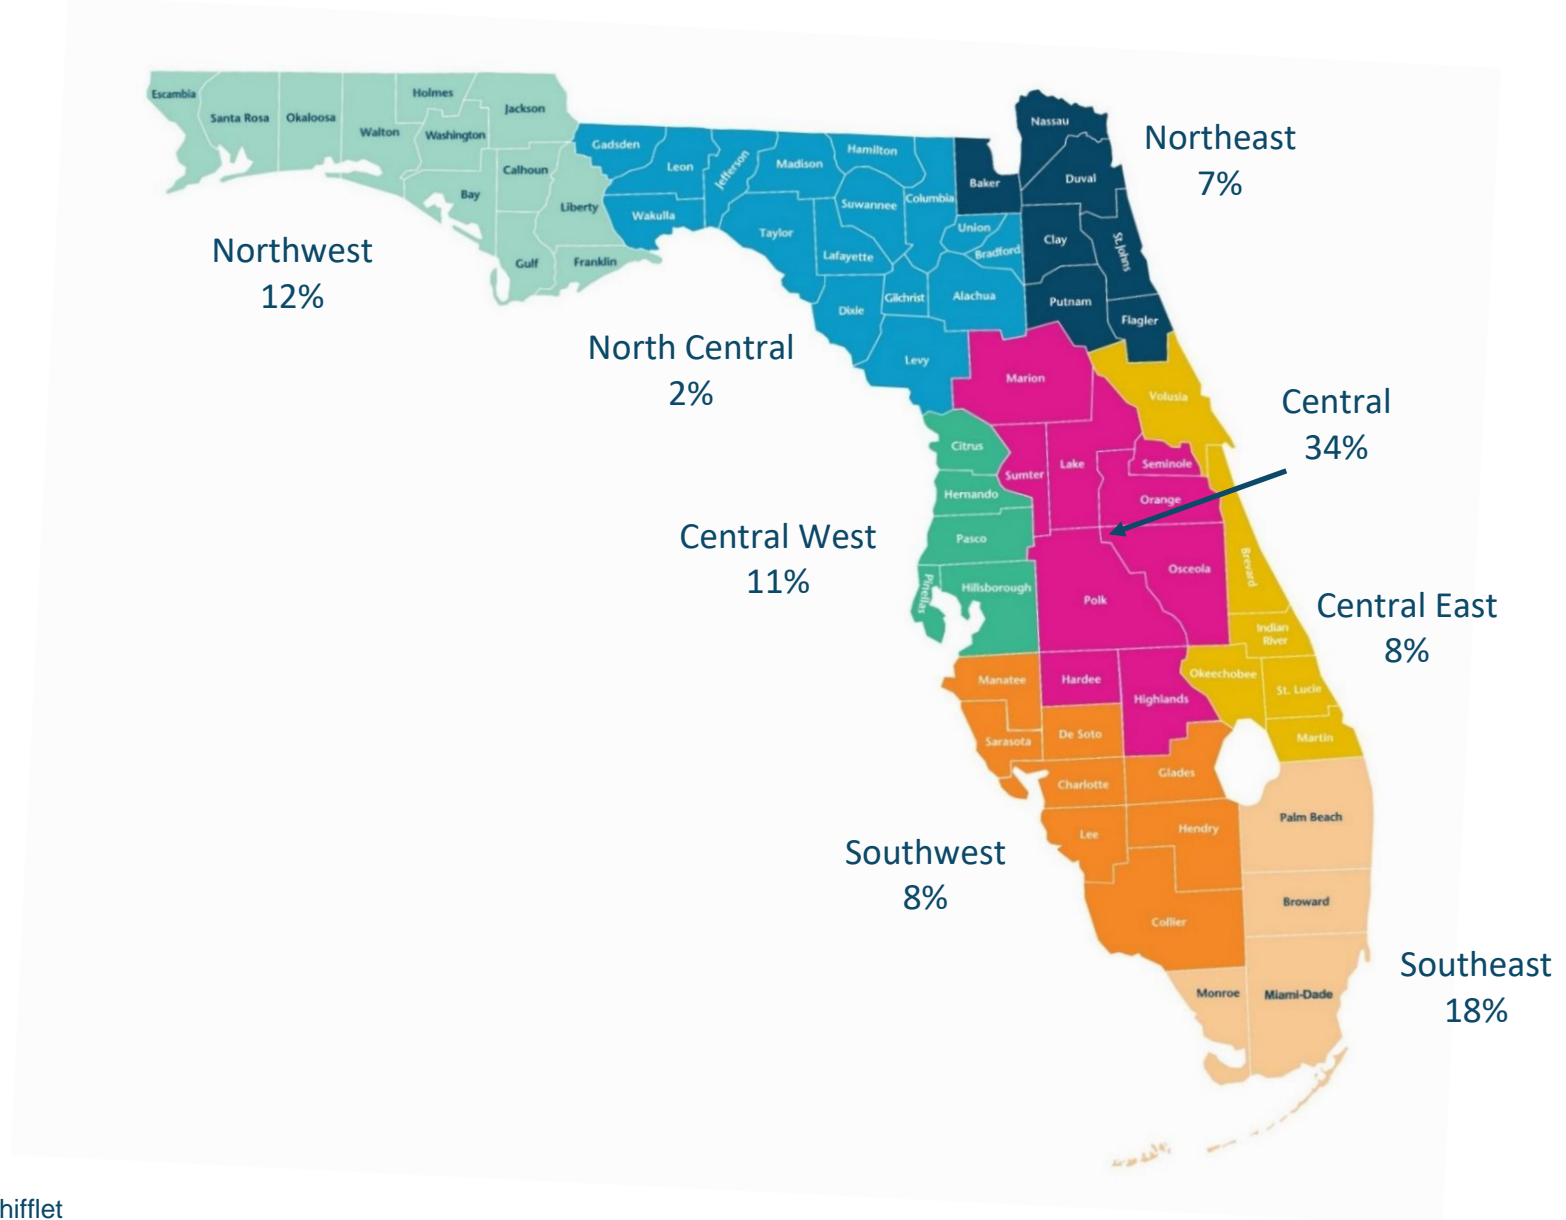 Escambia
Santa Rosa
Okaloosa
Walton
Holmes
Washington
Jackson
Calhoun
Bay
Liberty
Gulf
Franklin
Northwest
12%
Gadsden
Leon
Jefferson
Madison
Hamilton
Wakulla
Taylor
Suwannee
Columbia
Lafayette
Union
Bradford
Dixie
Gilchrist
Alachua
Levy
North Central
2%
Nassau
Baker
Duval
Clay
St.Johns
Putnam
Flagler
Northeast
7%
Marion
Sumter
Lake
Seminole
Orange
Osceola
Polk
Hardee
Highlands
Central
34%
Citrus
Hernando
Pasco
Pinellas
Hillsborough
Central West
11%
Volusia
Brevard
Indian
River
Okeechobee
St. Lucie
Martin
Central East
8%
Manatee
Sarasota
De Soto
Charlotte
Glades
Lee
Hendry
Collier
Southwest
8%
Palm Beach
Broward
Monroe
Miami-Dade
Southeast
18%
hifflet